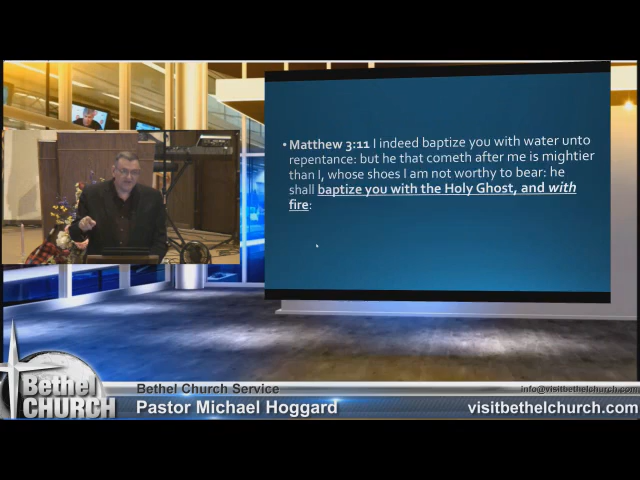 • Matthew 3:11 I indeed baptize you with water unto
repentance: but he that cometh after me is mightier
than I, whose shoes I am not worthy to bear: he
shall baptize you with the Holy Ghost, and with
fire:
Bethel
CHURCH
Bethel Church Service
info@visitbethelchurch.com
Pastor Michael Hoggard
visitbethelchurch.com